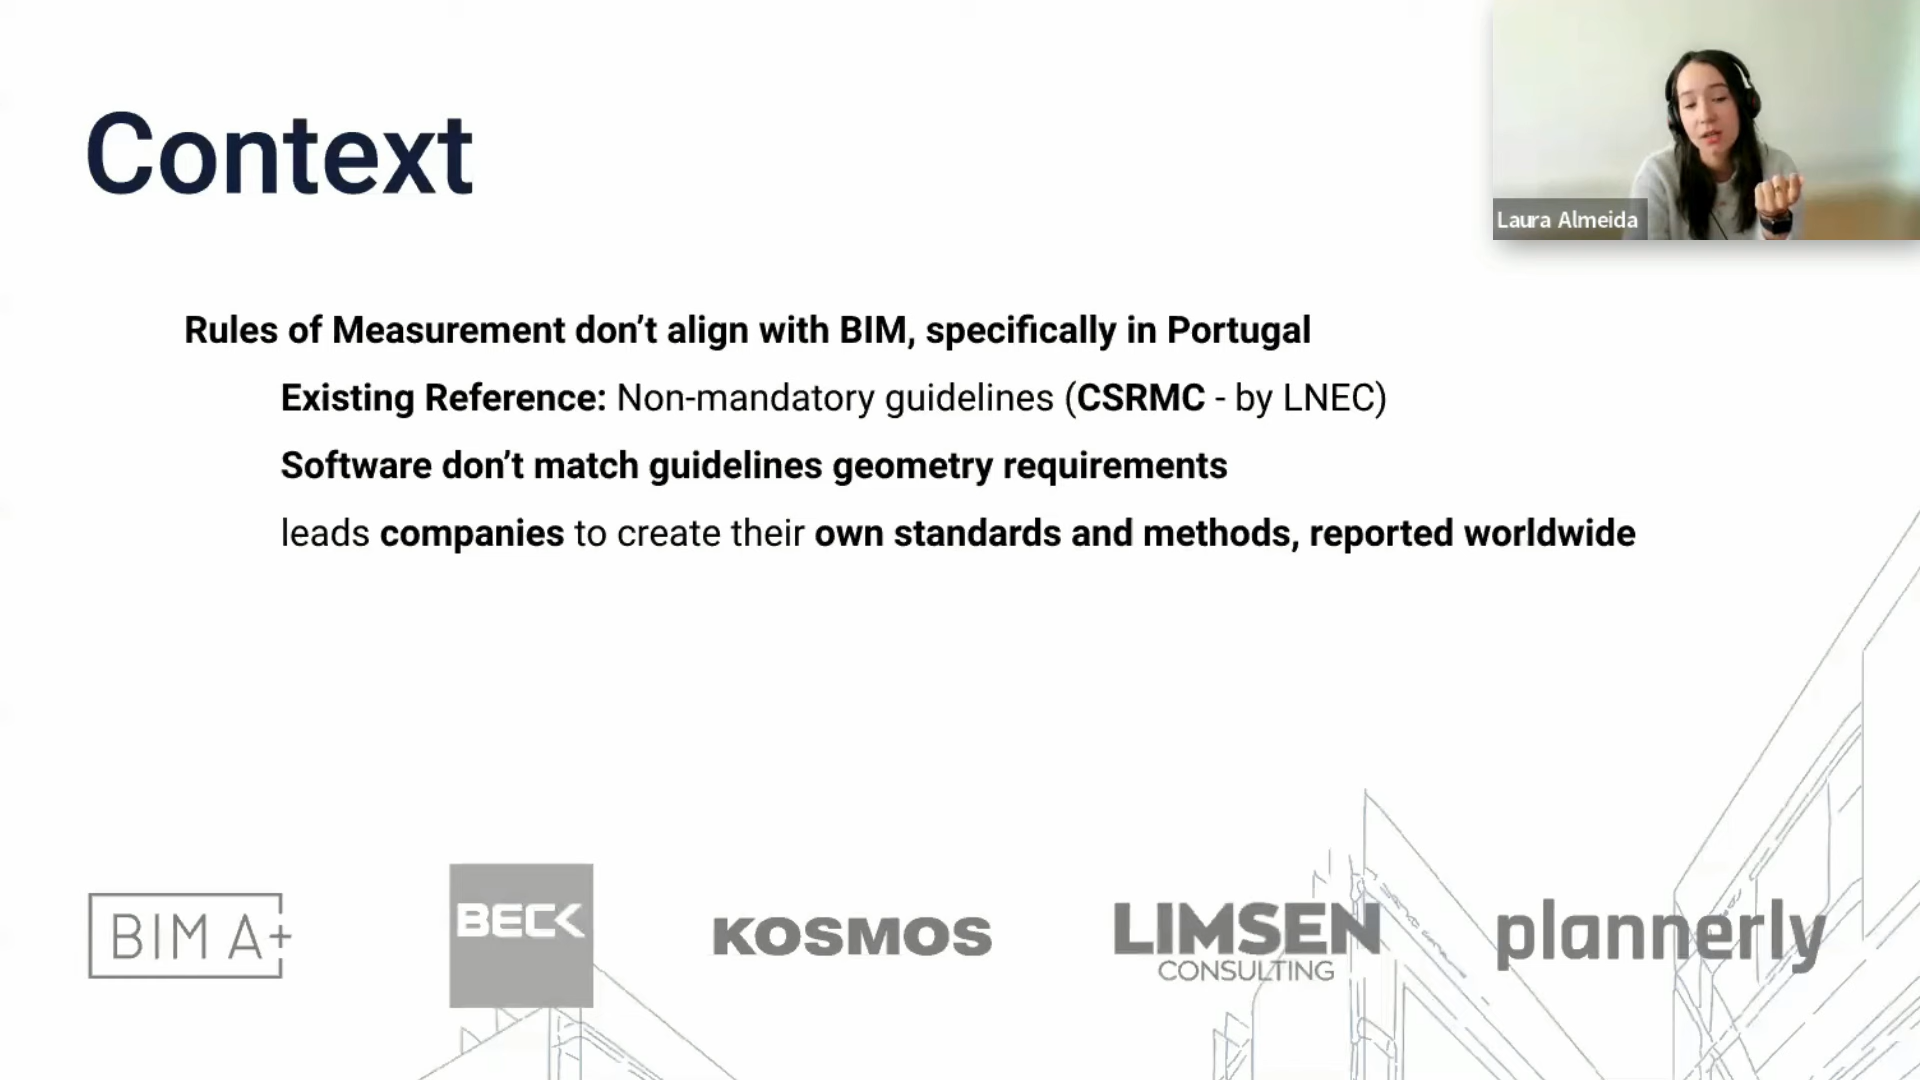 Context
Laura Almeida
Rules of Measurement don’t align with BIM, specifically in Portugal
Existing Reference: Non-mandatory guidelines (CSRMC - by LNEC)
Software don’t match guidelines geometry requirements
leads companies to create their own standards and methods, reported worldwide
BIM A+
BECK
KOSMOS
LIMSEN
CONSULTING
plannerly